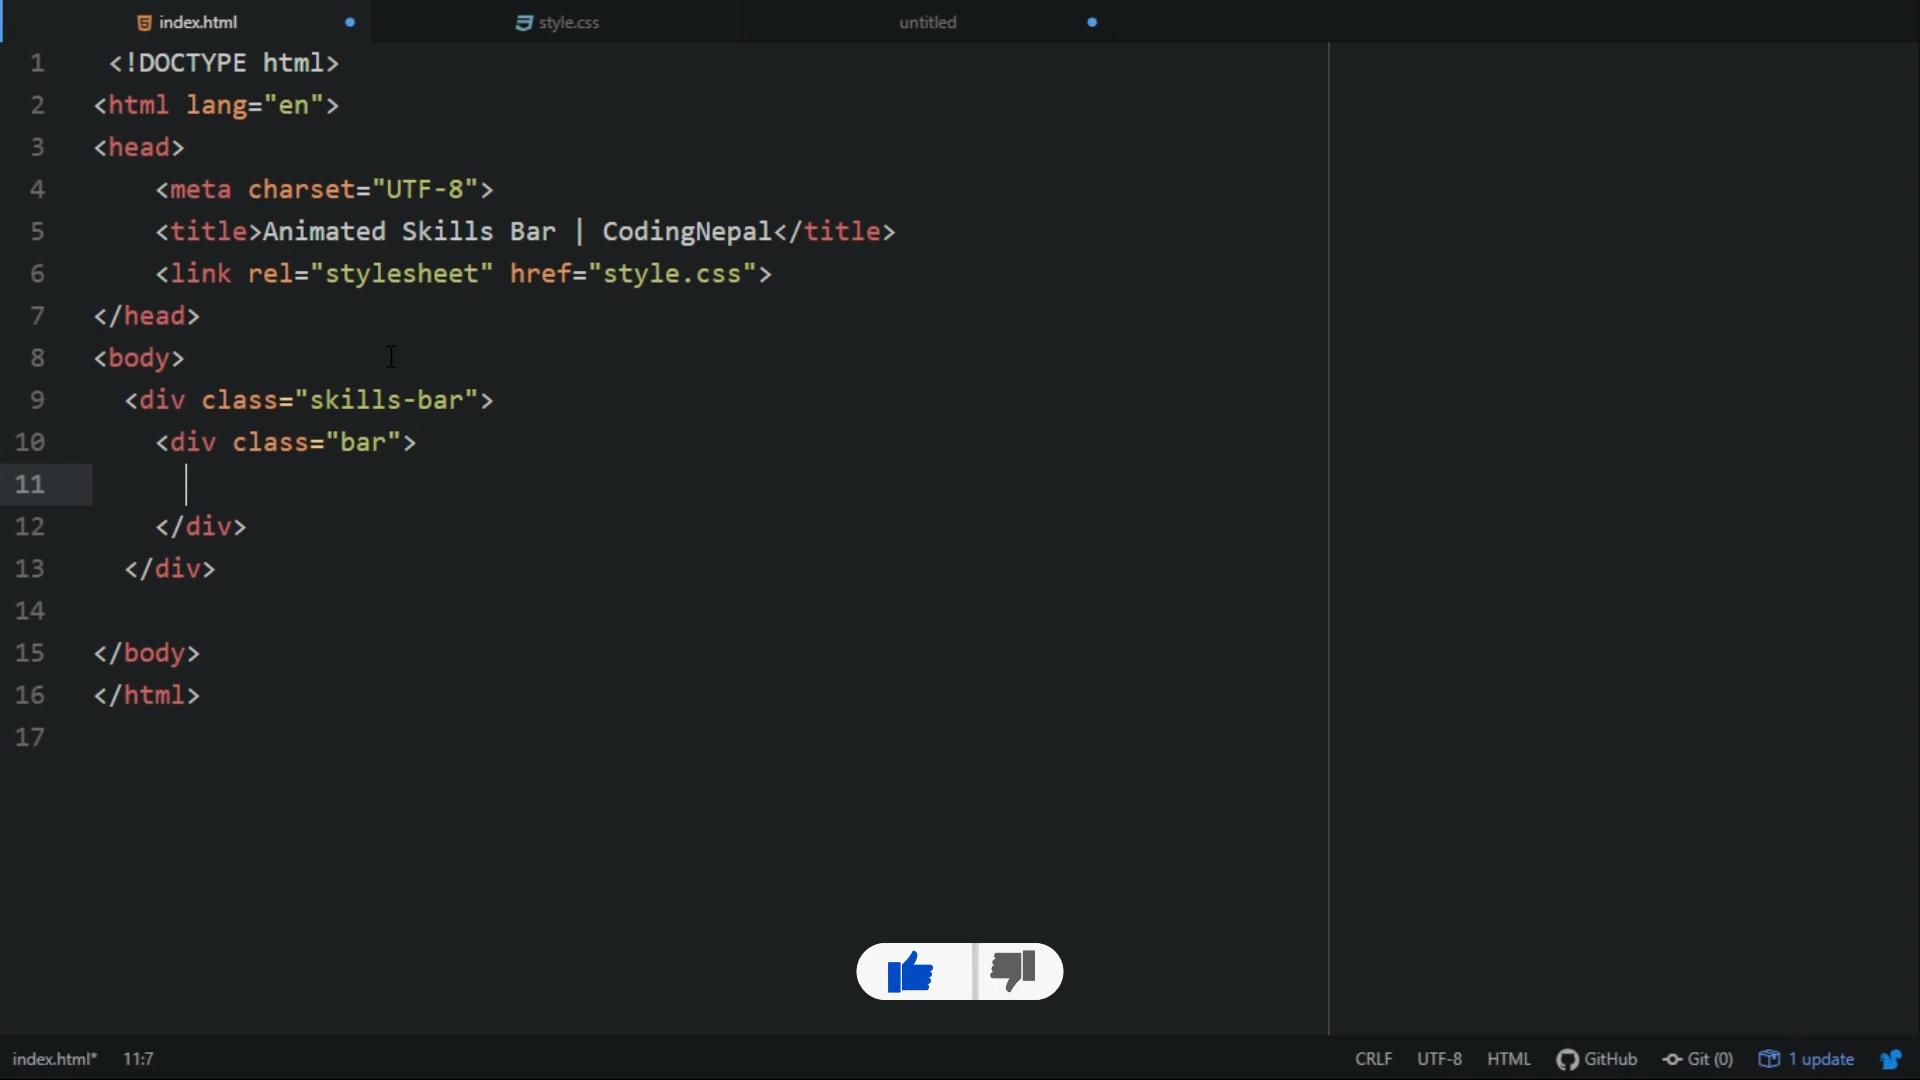 index.html
style.css
untitled
1 <!DOCTYPE html>
2 <html lang="en">
3 <head>
4 <meta charset="UTF-8">
5 <title>Animated Skills Bar | CodingNepal</title>
6 <link rel="stylesheet" href="style.css">
7 </head>
8 <body>
9 <div class="skills-bar">
10 <div class="bar">
11
12 </div>
13 </div>
14
15 </body>
16 </html>
17
index.html* 11:7 CRLF UTF-8 HTML GitHub Git (0) 1 update